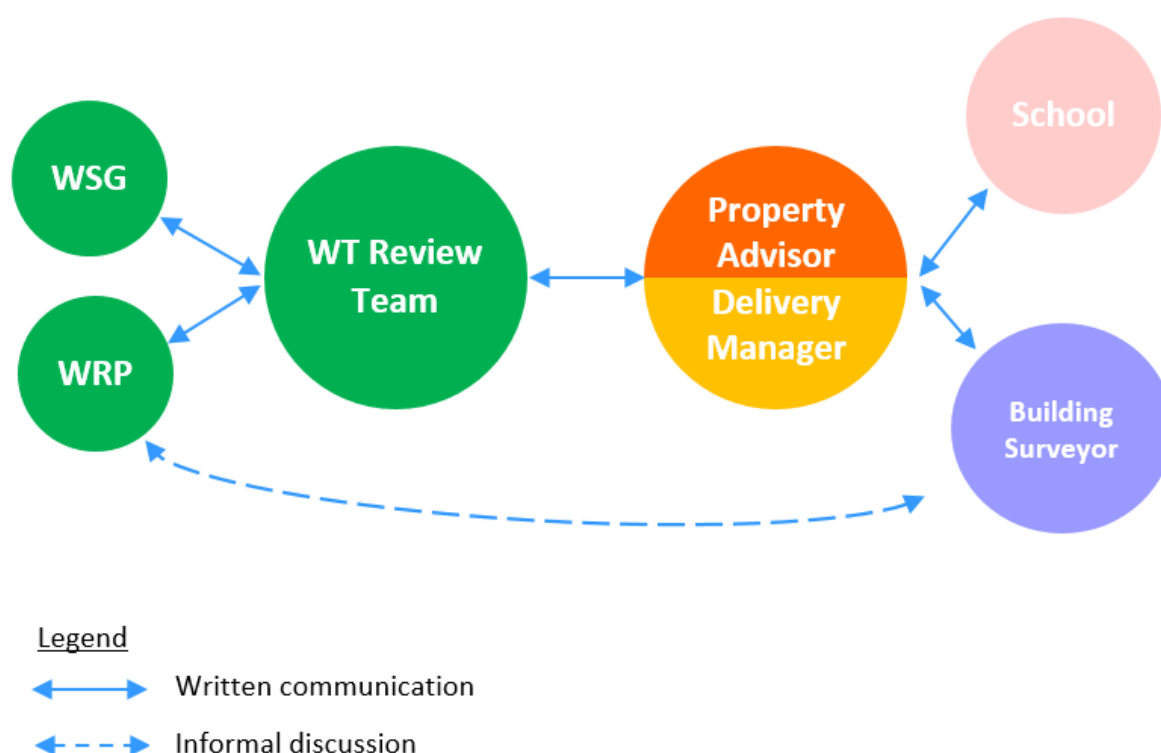 School
WSG
WT Review
Team
Property
Advisor
Delivery
Manager
WRP
Building
Surveyor
Legend
Written communication
Informal discussion